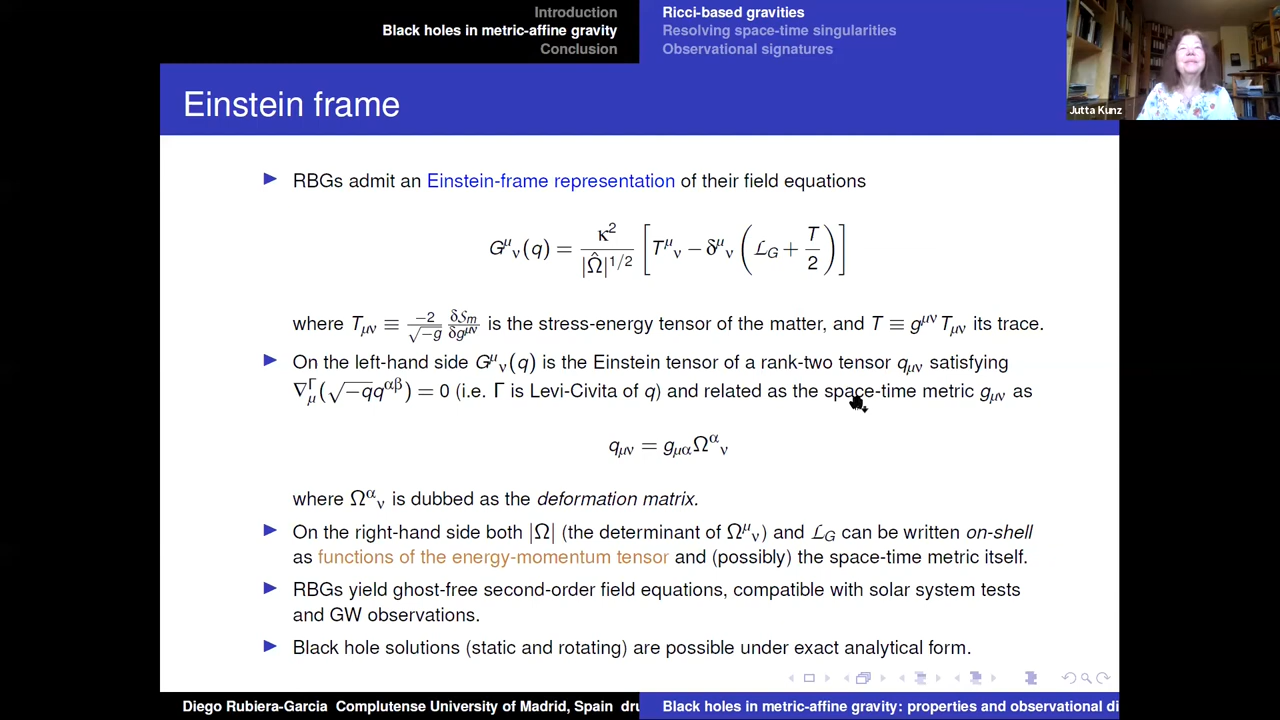 Introduction
Black holes in metric-affine gravity
Conclusion
Ricci-based gravities
Resolving space-time singularities
Observational signatures
Jutta Kunz
Einstein frame
RBGs admit an Einstein-frame representation of their field equations
G^μ_ν(q) = κ²/|Ω̂|^{1/2} [T^μ_ν − δ^μ_ν (ℒ_G + T/2)]
where T_μν ≡ −2/√−g δS_m/δg^μν is the stress-energy tensor of the matter, and T ≡ g^μν T_μν its trace.
On the left-hand side G^μ_ν(q) is the Einstein tensor of a rank-two tensor q_μν satisfying
∇^Γ_μ(√−q q^αβ) = 0 (i.e. Γ is Levi-Civita of q) and related as the space-time metric g_μν as
q_μν = g_μα Ω^α_ν
where Ω^α_ν is dubbed as the deformation matrix.
On the right-hand side both |Ω| (the determinant of Ω^μ_ν) and ℒ_G can be written on-shell
as functions of the energy-momentum tensor and (possibly) the space-time metric itself.
RBGs yield ghost-free second-order field equations, compatible with solar system tests
and GW observations.
Black hole solutions (static and rotating) are possible under exact analytical form.
Diego Rubiera-Garcia Complutense University of Madrid, Spain dru
Black holes in metric-affine gravity: properties and observational di